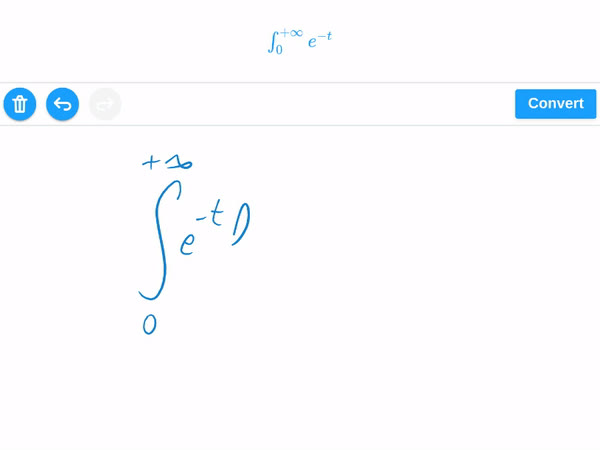 ∫₀^{+∞} e^{-t}
Convert
+∞
∫ e^{-t}
0